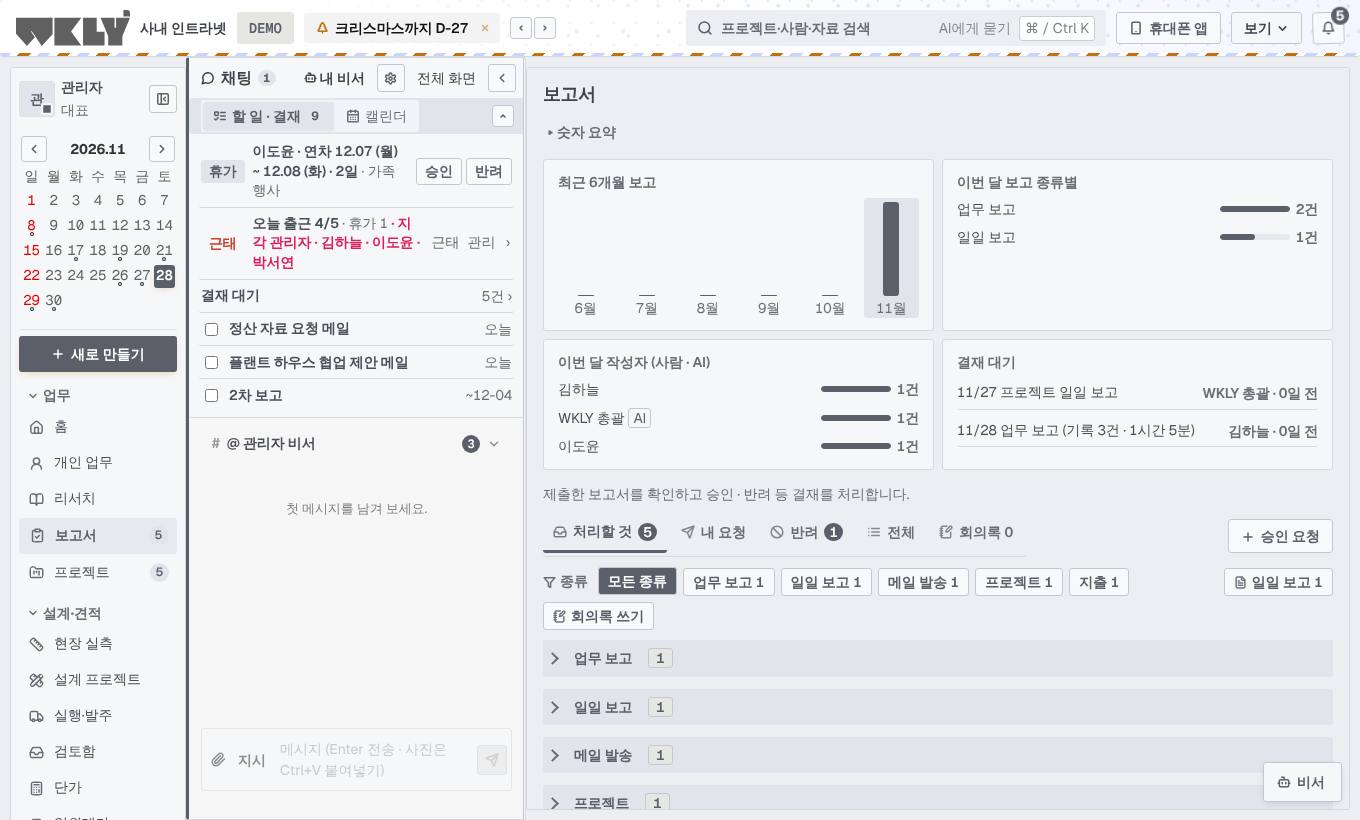 WKLY 사내 인트라넷 DEMO 크리스마스까지 D-27 × ‹ › 프로젝트·사람·자료 검색 AI에게 묻기 ⌘ / Ctrl K 휴대폰 앱 보기 5
관 관리자
대표
2026.11
일 월 화 수 목 금 토
1 2 3 4 5 6 7
8 9 10 11 12 13 14
15 16 17 18 19 20 21
22 23 24 25 26 27 28
29 30
+ 새로 만들기
업무
홈
개인 업무
리서치
보고서 5
프로젝트 5
설계·견적
현장 실측
설계 프로젝트
실행·발주
검토함
단가
채팅 1 내 비서 전체 화면
할 일 · 결재 9 캘린더
휴가 이도윤 · 연차 12.07 (월)
~ 12.08 (화) · 2일 · 가족
행사
승인 반려
근태 오늘 출근 4/5 · 휴가 1 · 지
각 관리자 · 김하늘 · 이도윤 ·
박서연
근태 관리 ›
결재 대기 5건 ›
정산 자료 요청 메일 오늘
플랜트 하우스 협업 제안 메일 오늘
2차 보고 ~12-04
# @ 관리자 비서 3
첫 메시지를 남겨 보세요.
지시 메시지 (Enter 전송 · 사진은
Ctrl+V 붙여넣기)
보고서
숫자 요약
최근 6개월 보고
6월 7월 8월 9월 10월 11월
이번 달 보고 종류별
업무 보고 2건
일일 보고 1건
이번 달 작성자 (사람 · AI)
김하늘 1건
WKLY 총괄 AI 1건
이도윤 1건
결재 대기
11/27 프로젝트 일일 보고 WKLY 총괄 · 0일 전
11/28 업무 보고 (기록 3건 · 1시간 5분) 김하늘 · 0일 전
제출한 보고서를 확인하고 승인 · 반려 등 결재를 처리합니다.
처리할 것 5 내 요청 반려 1 전체 회의록 0 + 승인 요청
종류 모든 종류 업무 보고 1 일일 보고 1 메일 발송 1 프로젝트 1 지출 1 일일 보고 1
회의록 쓰기
업무 보고 1
일일 보고 1
메일 발송 1
프로젝트 1
비서